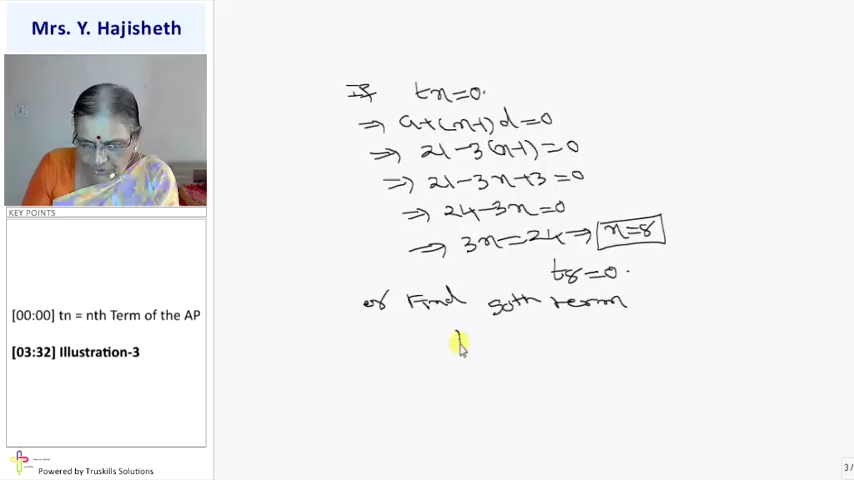 Mrs. Y. Hajisheth
KEY POINTS
[00:00] tn = nth Term of the AP
[03:32] Illustration-3
Powered by Truskills Solutions
If tn=0.
⇒ a+(n-1)d=0
⇒ 21-3(n-1)=0
⇒ 21-3n+3=0
⇒ 24-3n=0
⇒ 3n=24 ⇒ n=8
t8=0.
Find 50th term
3/